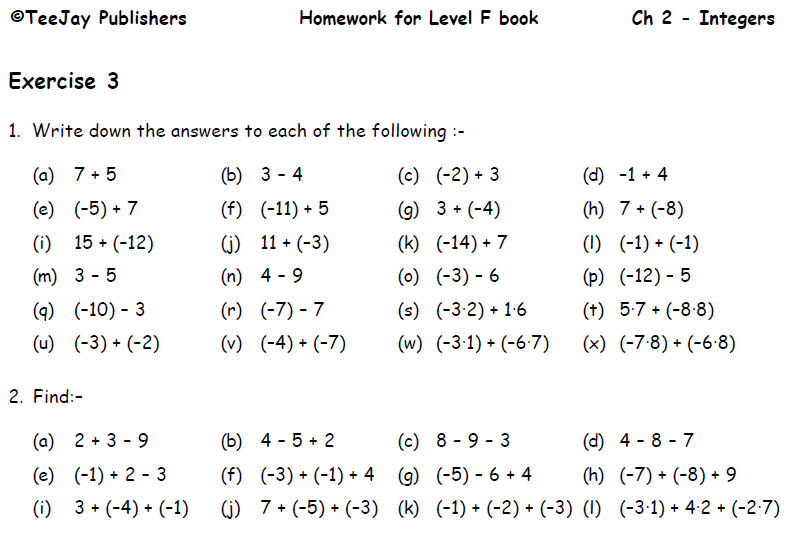 ©TeeJay Publishers Homework for Level F book Ch 2 - Integers
Exercise 3
1. Write down the answers to each of the following :-
(a) 7 + 5 (b) 3 - 4 (c) (-2) + 3 (d) -1 + 4
(e) (-5) + 7 (f) (-11) + 5 (g) 3 + (-4) (h) 7 + (-8)
(i) 15 + (-12) (j) 11 + (-3) (k) (-14) + 7 (l) (-1) + (-1)
(m) 3 - 5 (n) 4 - 9 (o) (-3) - 6 (p) (-12) - 5
(q) (-10) - 3 (r) (-7) - 7 (s) (-3·2) + 1·6 (t) 5·7 + (-8·8)
(u) (-3) + (-2) (v) (-4) + (-7) (w) (-3·1) + (-6·7) (x) (-7·8) + (-6·8)
2. Find:-
(a) 2 + 3 - 9 (b) 4 - 5 + 2 (c) 8 - 9 - 3 (d) 4 - 8 - 7
(e) (-1) + 2 - 3 (f) (-3) + (-1) + 4 (g) (-5) - 6 + 4 (h) (-7) + (-8) + 9
(i) 3 + (-4) + (-1) (j) 7 + (-5) + (-3) (k) (-1) + (-2) + (-3) (l) (-3·1) + 4·2 + (-2·7)